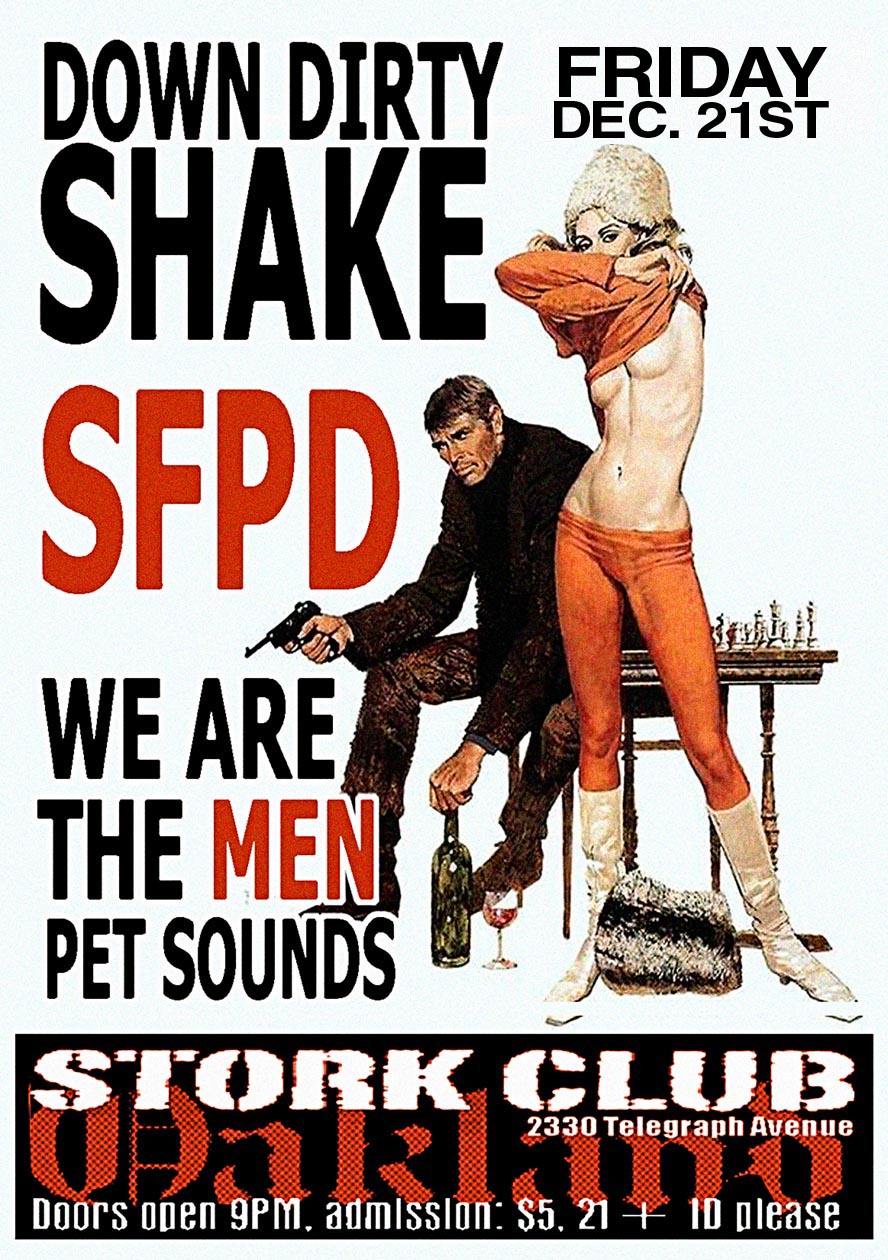 DOWN DIRTY
SHAKE
FRIDAY
DEC. 21ST
SFPD
WE ARE
THE MEN
PET SOUNDS
STORK CLUB
2330 Telegraph Avenue
Oakland
Doors open 9PM, admission: $5, 21 + ID please